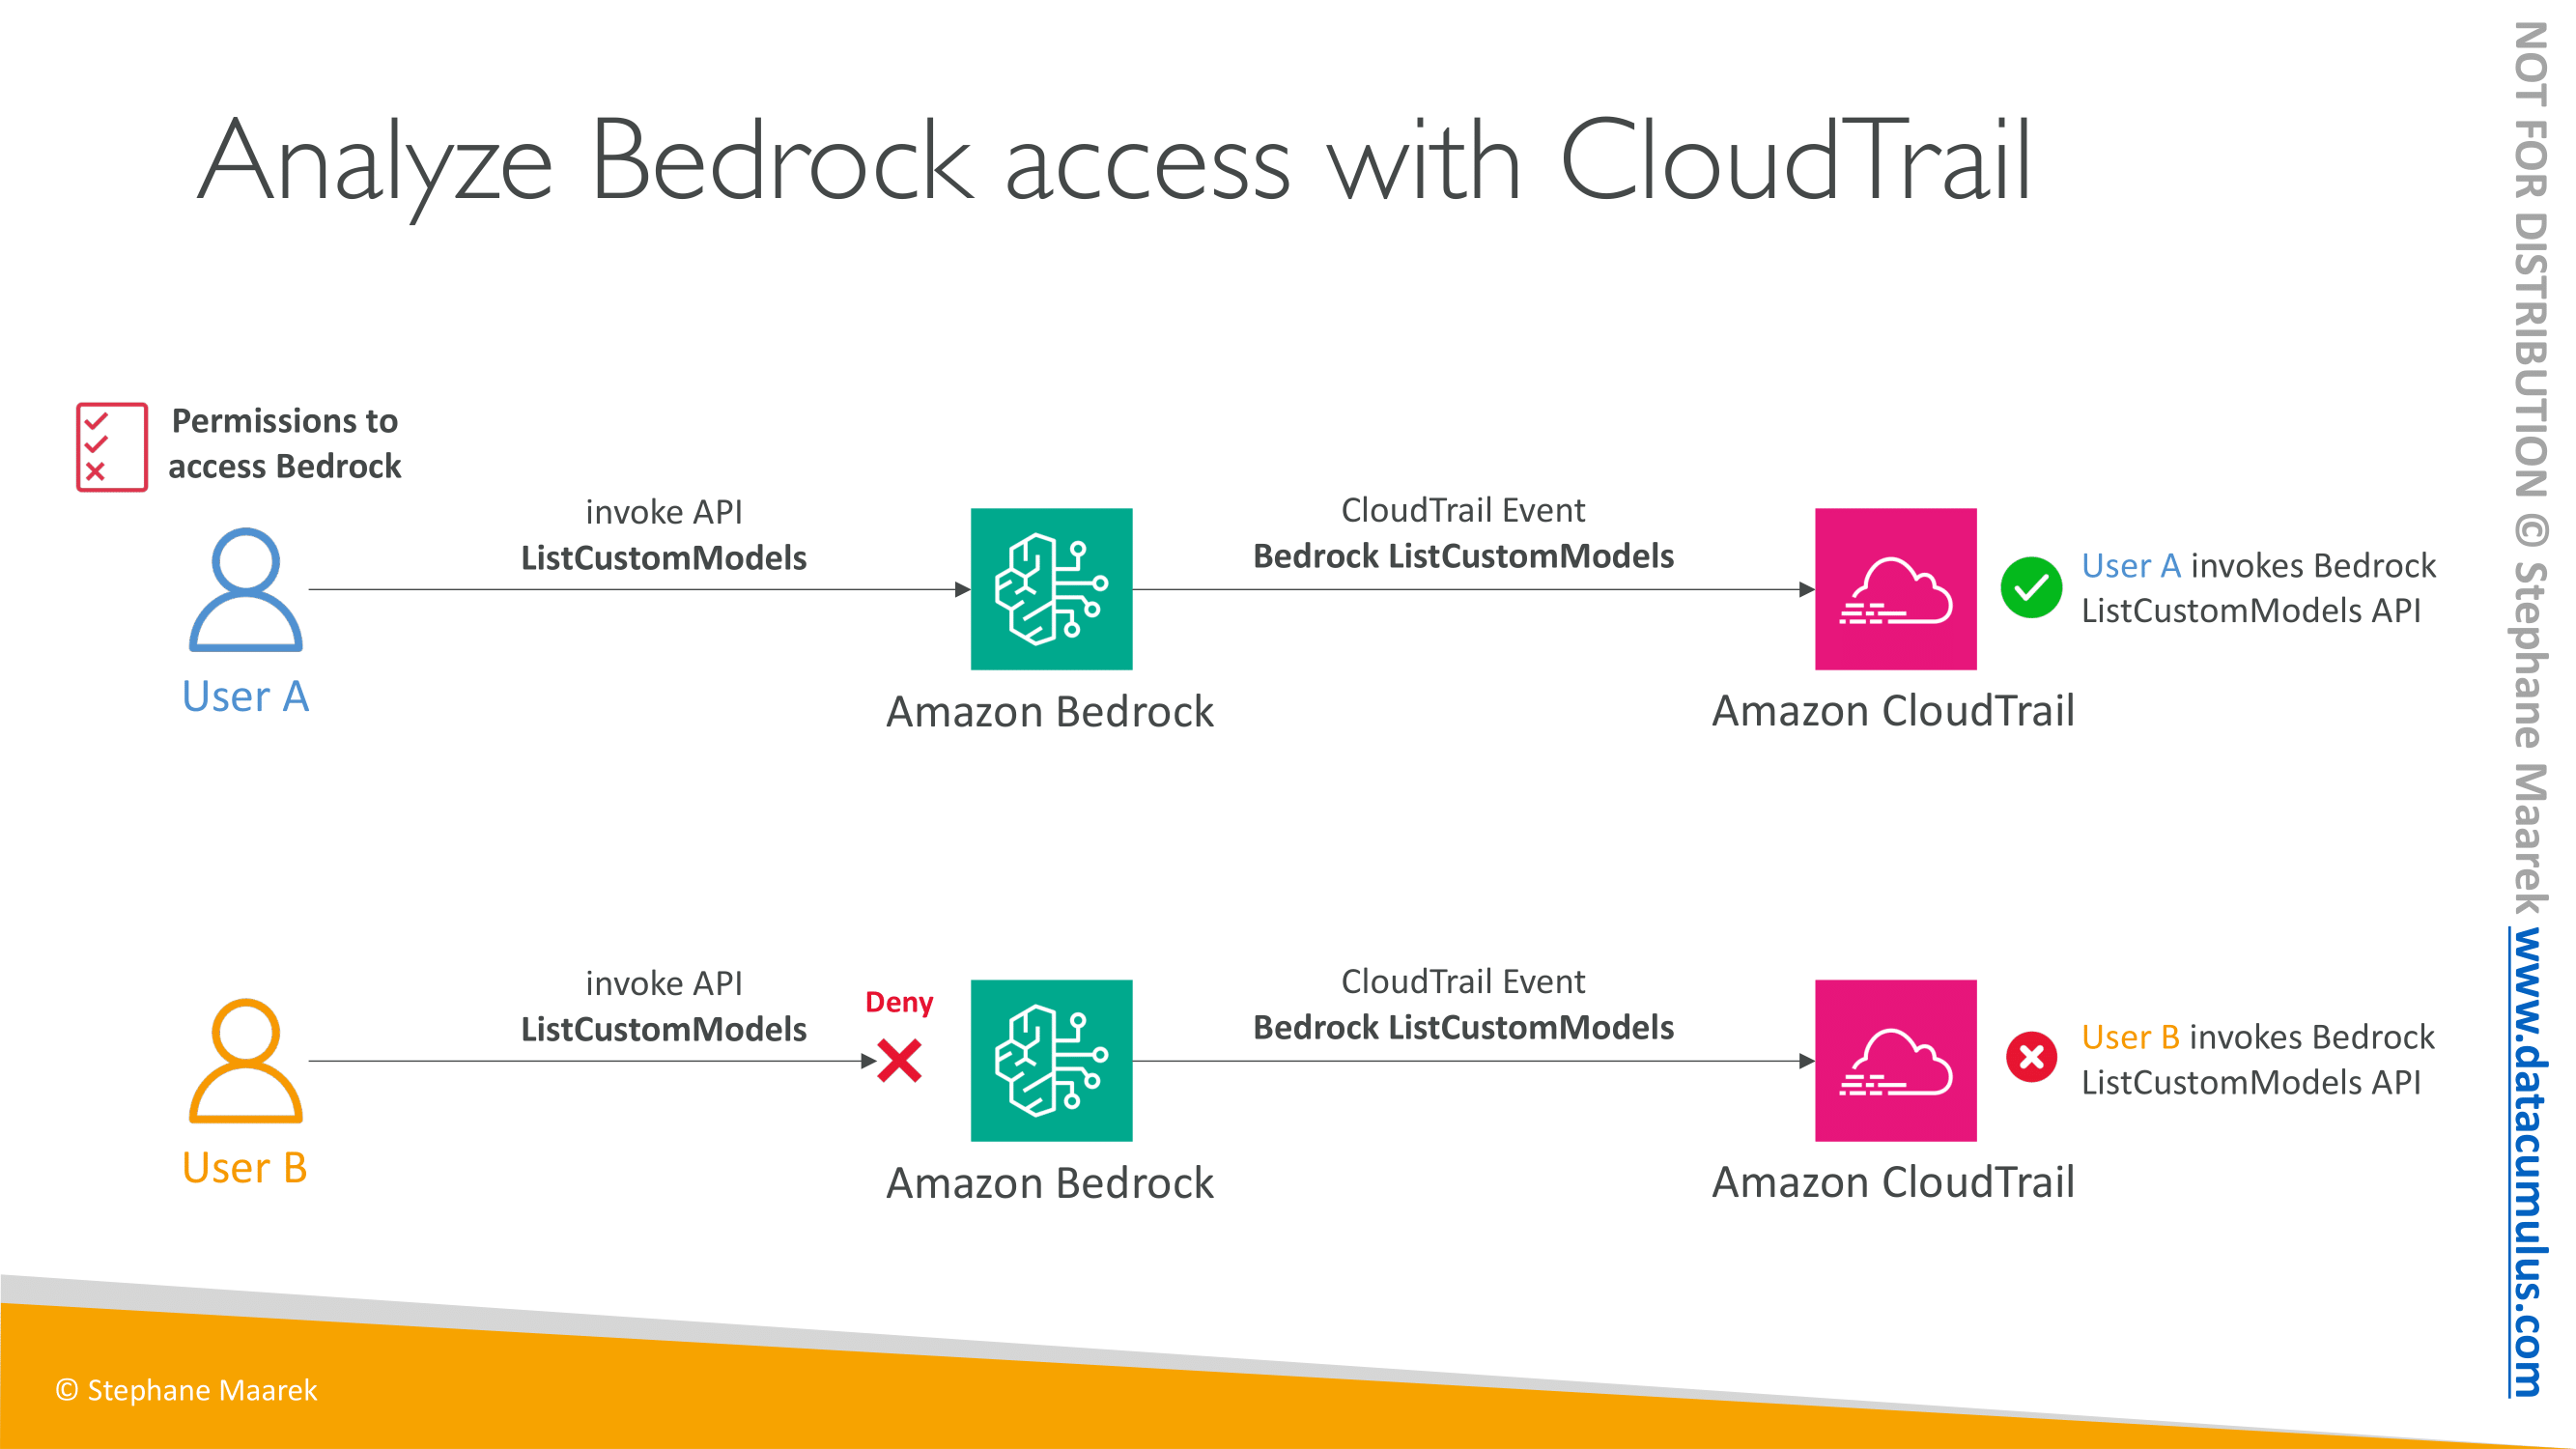 Analyze Bedrock access with CloudTrail
Permissions to
access Bedrock
invoke API
ListCustomModels
CloudTrail Event
Bedrock ListCustomModels
User A invokes Bedrock
ListCustomModels API
User A
Amazon Bedrock
Amazon CloudTrail
invoke API
ListCustomModels
Deny
CloudTrail Event
Bedrock ListCustomModels
User B invokes Bedrock
ListCustomModels API
User B
Amazon Bedrock
Amazon CloudTrail
© Stephane Maarek
NOT FOR DISTRIBUTION © Stephane Maarek www.datacumulus.com